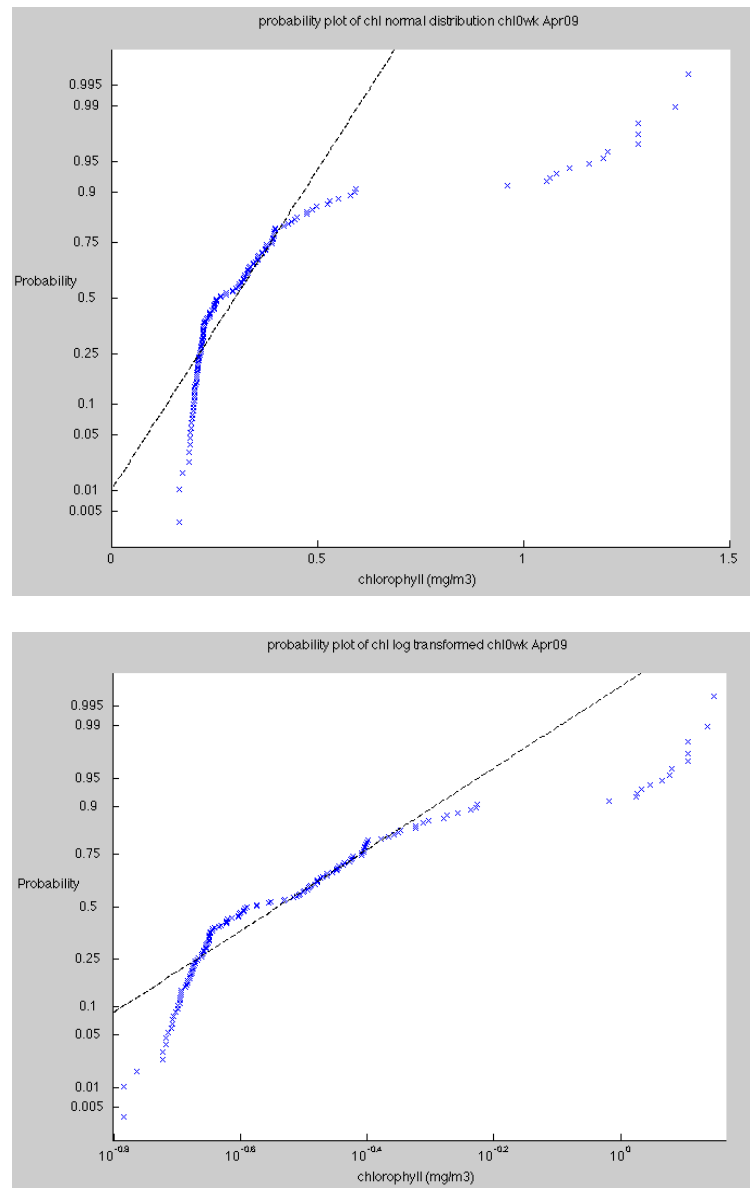 probability plot of chl normal distribution chl0wk Apr09
0.995
0.99
0.95
0.9
0.75
Probability
0.5
0.25
0.1
0.05
0.01
0.005
0 0.5 1 1.5
chlorophyll (mg/m3)
probability plot of chl log transformed chl0wk Apr09
0.995
0.99
0.95
0.9
0.75
Probability
0.5
0.25
0.1
0.05
0.01
0.005
10^-0.8 10^-0.6 10^-0.4 10^-0.2 10^0
chlorophyll (mg/m3)